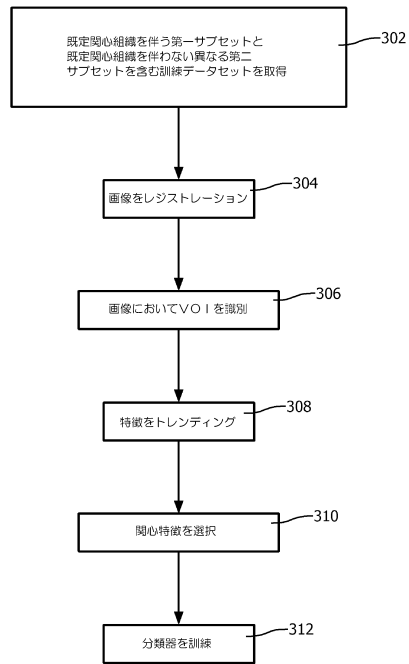 既定関心組織を伴う第一サブセットと
既定関心組織を伴わない異なる第二
サブセットを含む訓練データセットを取得
302
画像をレジストレーション
304
画像においてVOIを識別
306
特徴をトレンディング
308
関心特徴を選択
310
分類器を訓練
312